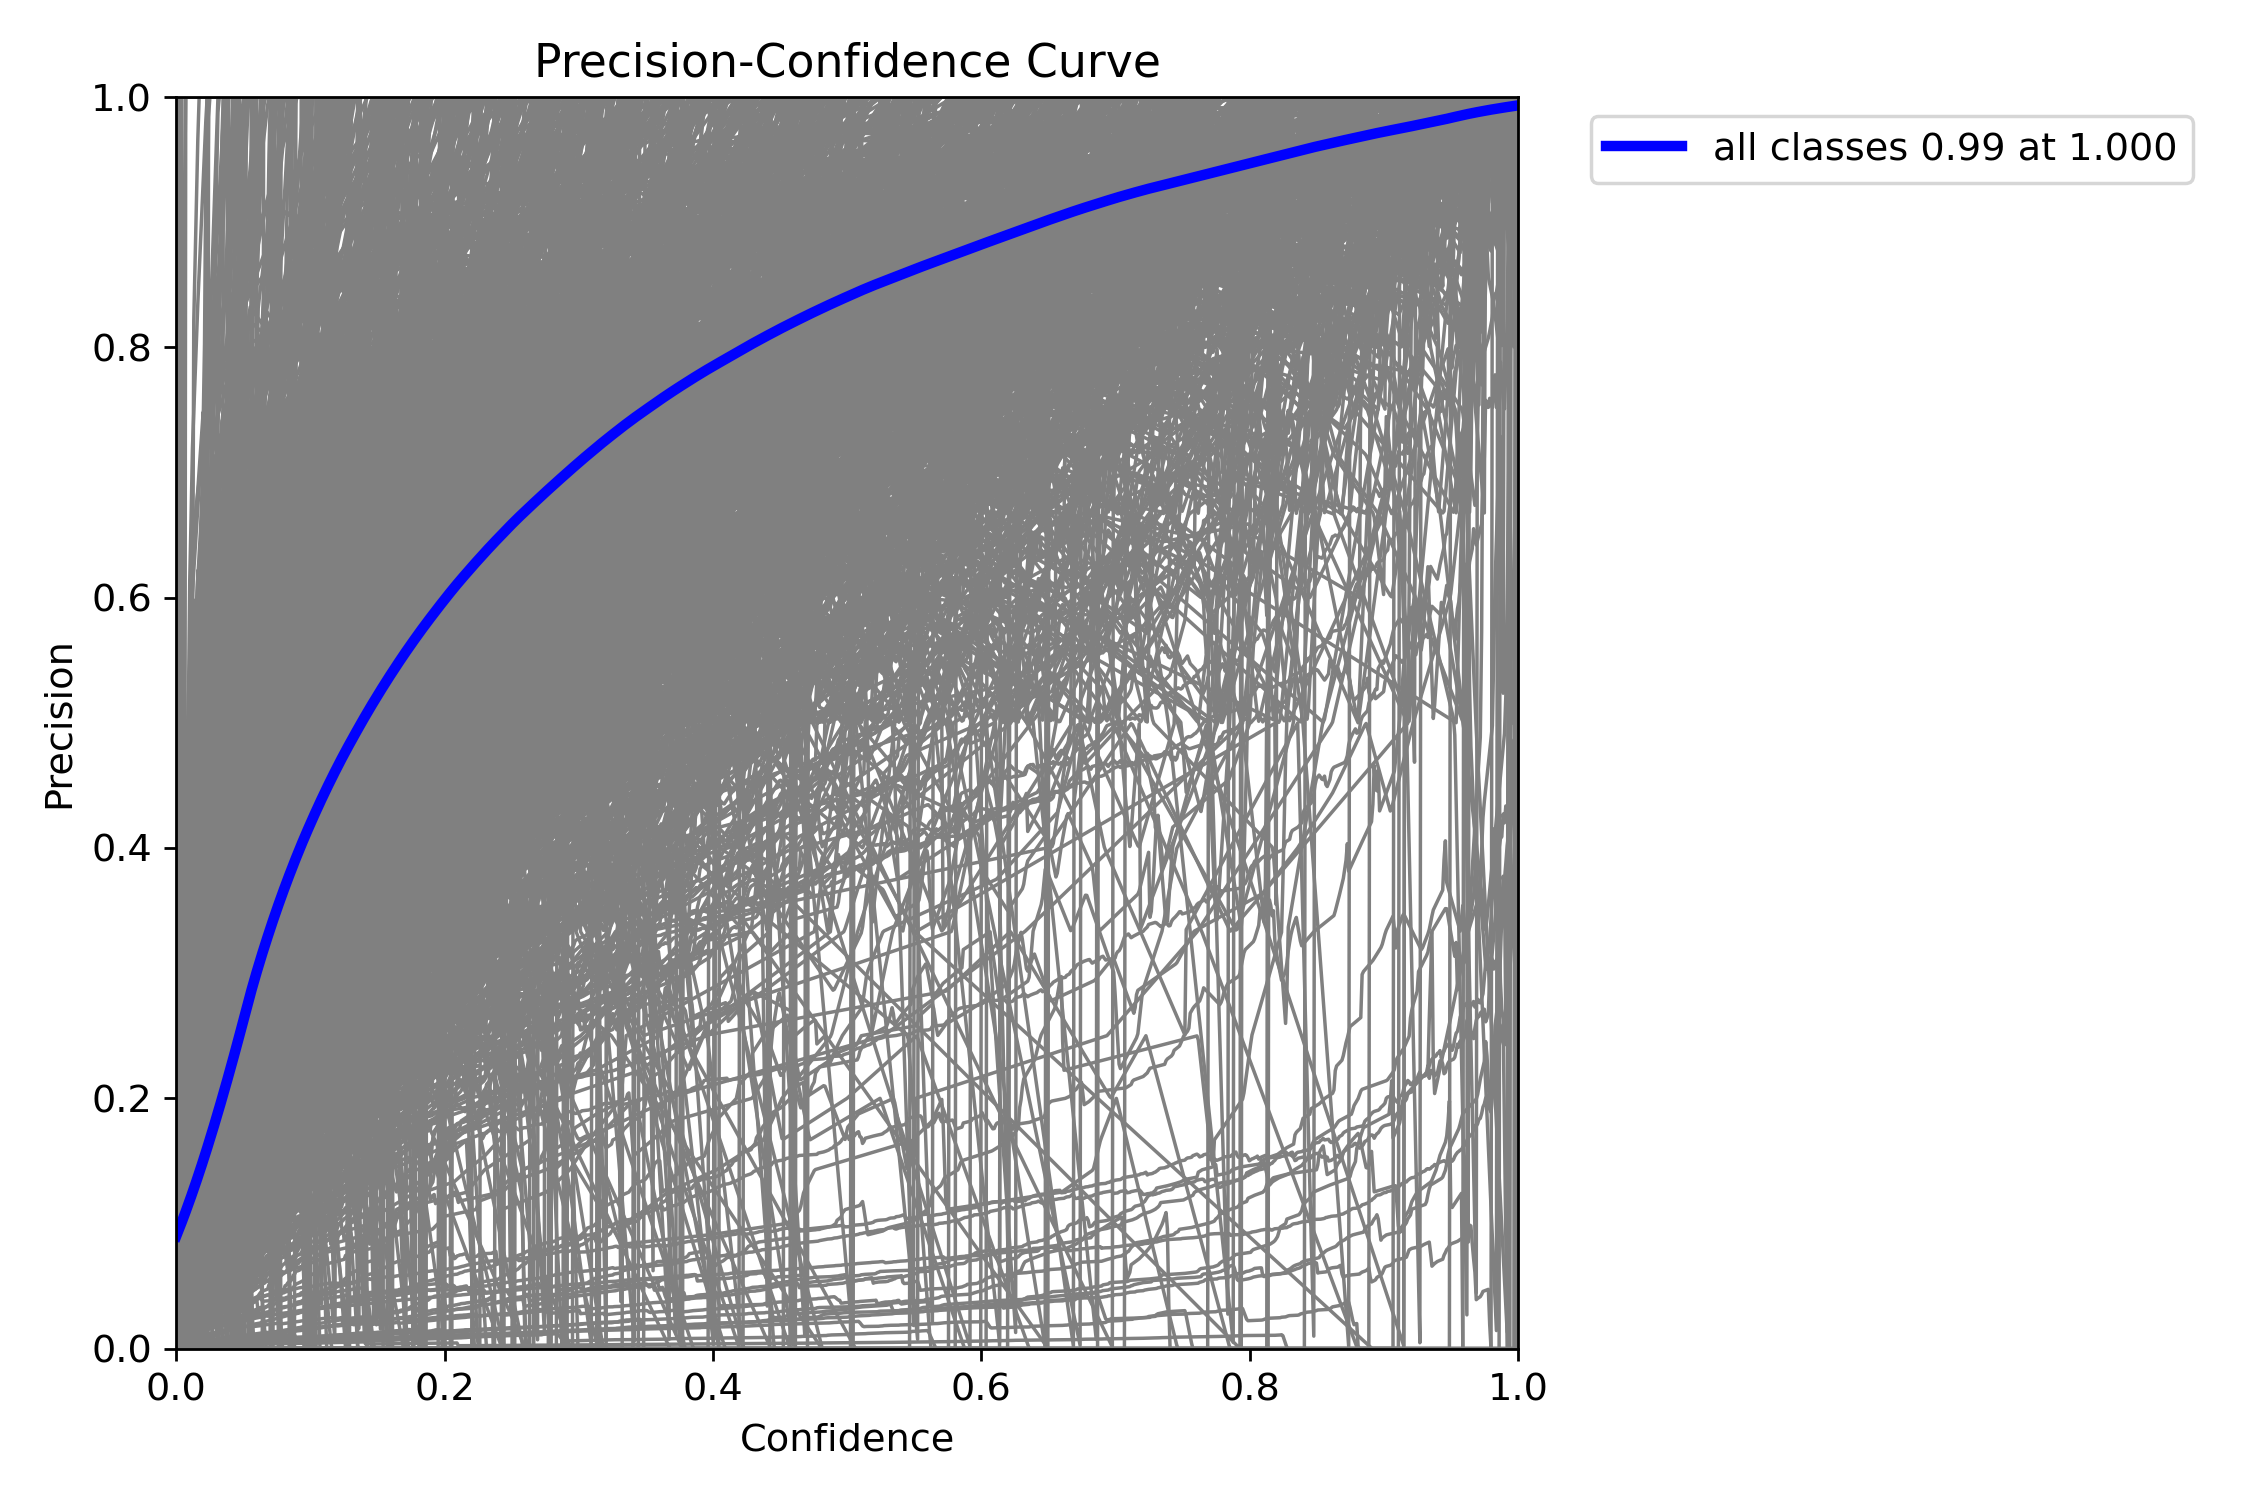 Precision-Confidence Curve
all classes 0.99 at 1.000
Precision
1.0
0.8
0.6
0.4
0.2
0.0
0.0 0.2 0.4 0.6 0.8 1.0
Confidence